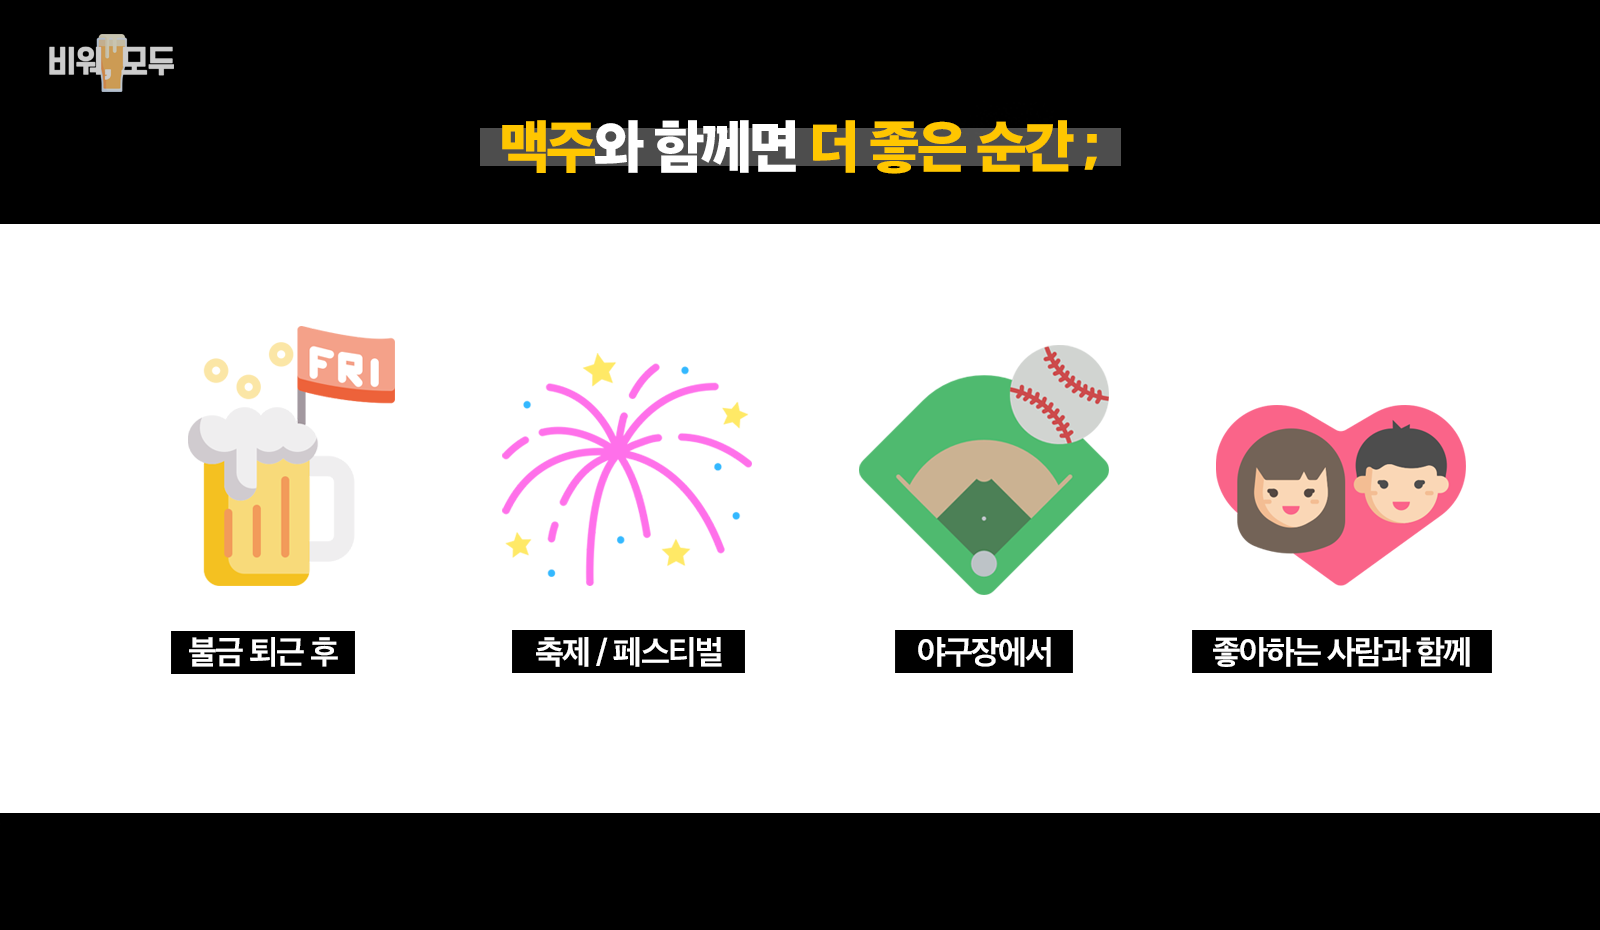 비워,모두
맥주와 함께면 더 좋은 순간 ;
FRI
불금 퇴근 후
축제 / 페스티벌
야구장에서
좋아하는 사람과 함께